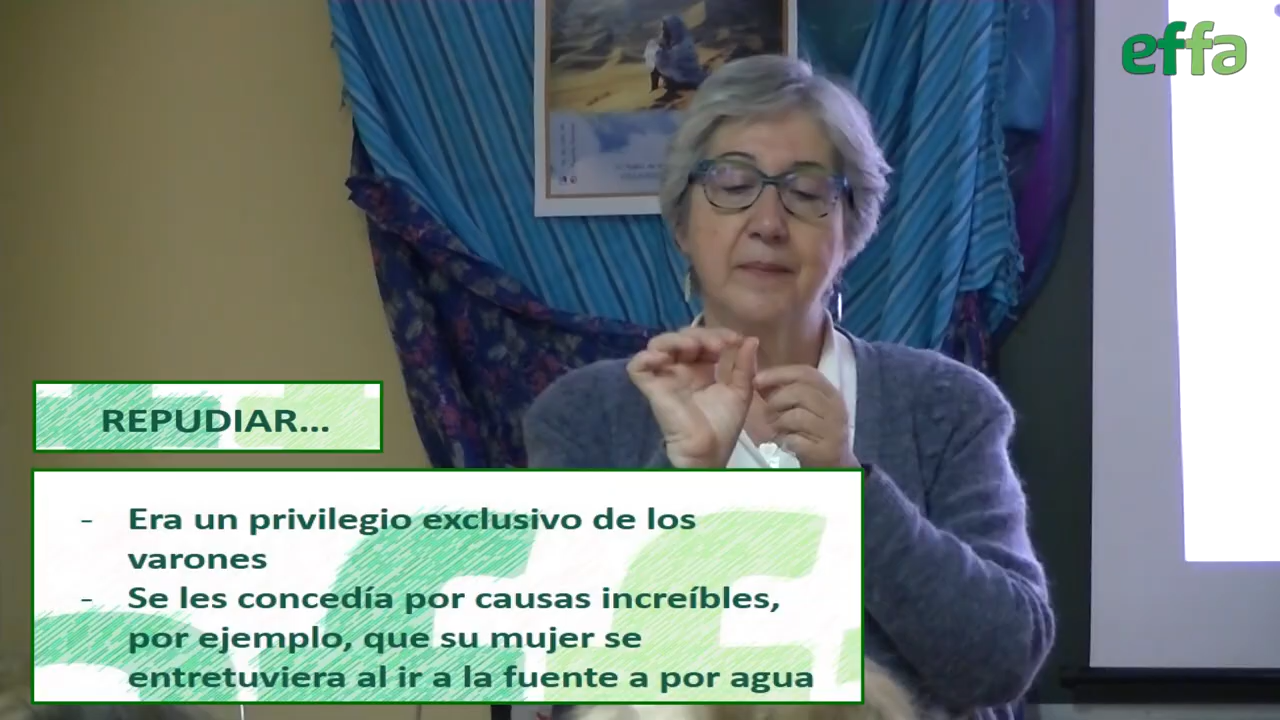 effa
REPUDIAR...
- Era un privilegio exclusivo de los
varones
- Se les concedía por causas increíbles,
por ejemplo, que su mujer se
entretuviera al ir a la fuente a por agua